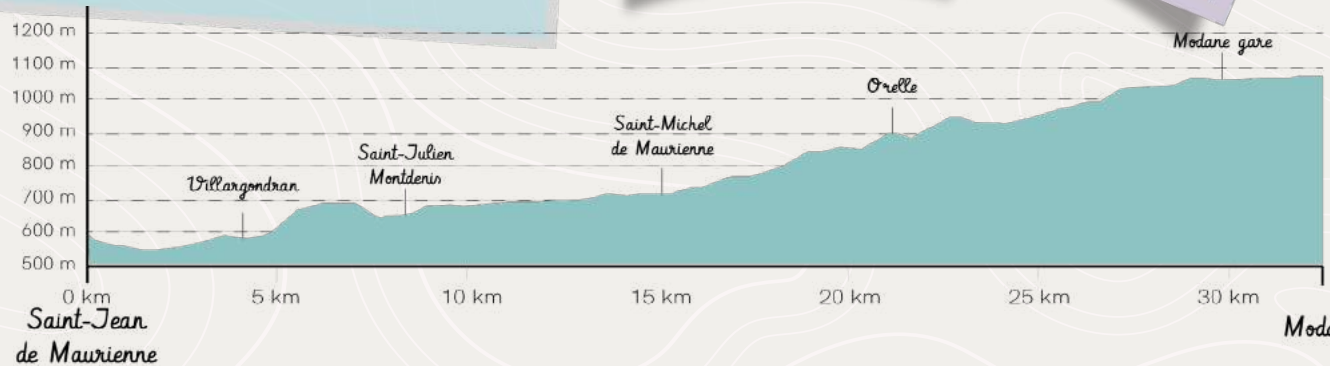 1200 m
1100 m
1000 m
900 m
800 m
700 m
600 m
500 m
Modane gare
Orelle
Saint-Michel
de Maurienne
Saint-Julien
Montdenis
Villargondran
0 km
5 km
10 km
15 km
20 km
25 km
30 km
Saint-Jean
de Maurienne